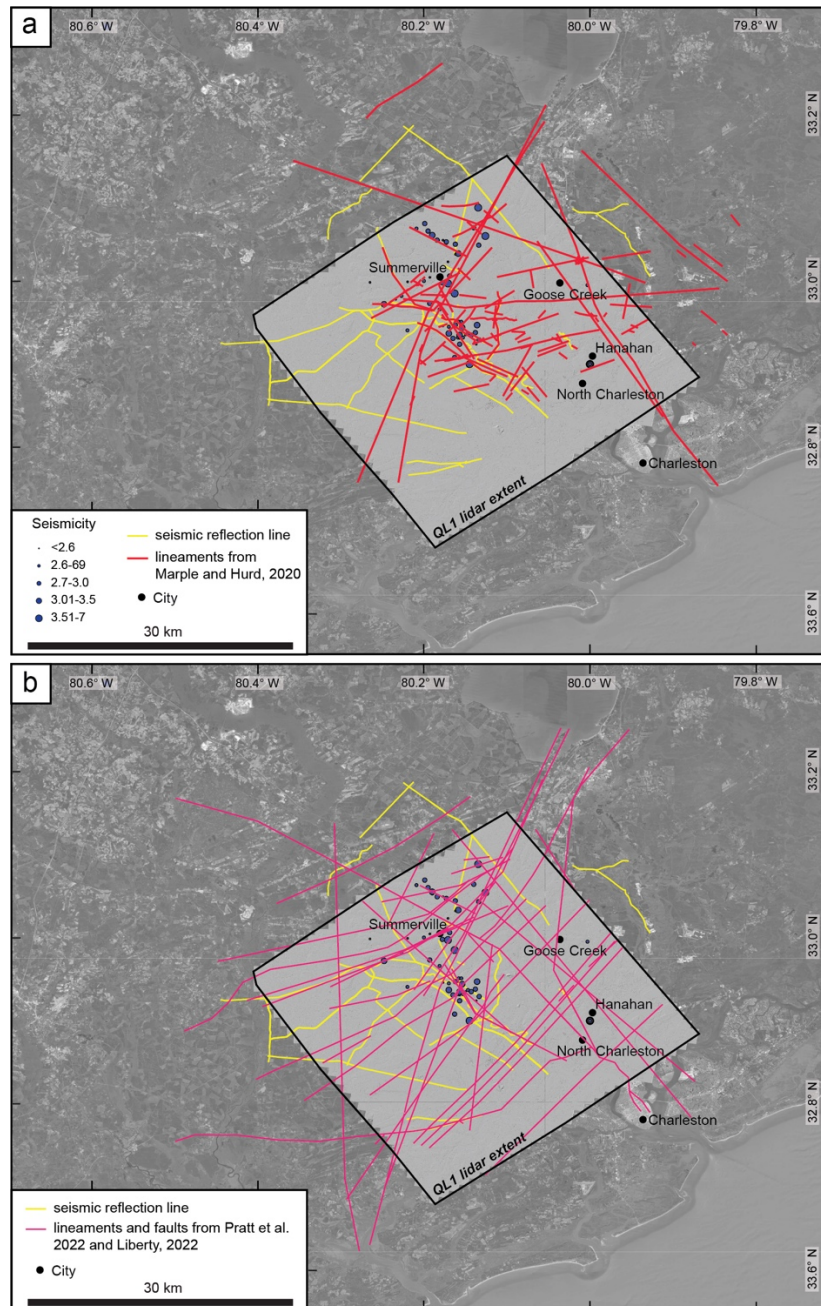 a
80.6° W
80.4° W
80.2° W
80.0° W
79.8° W
33.2° N
33.0° N
32.8° N
33.6° N
Summerville
Goose Creek
Hanahan
North Charleston
Charleston
QL1 lidar extent
Seismicity
<2.6
2.6-69
2.7-3.0
3.01-3.5
3.51-7
seismic reflection line
lineaments from
Marple and Hurd, 2020
City
30 km
b
80.6° W
80.4° W
80.2° W
80.0° W
79.8° W
33.2° N
33.0° N
32.8° N
33.6° N
Summerville
Goose Creek
Hanahan
North Charleston
Charleston
QL1 lidar extent
seismic reflection line
lineaments and faults from Pratt et al.
2022 and Liberty, 2022
City
30 km